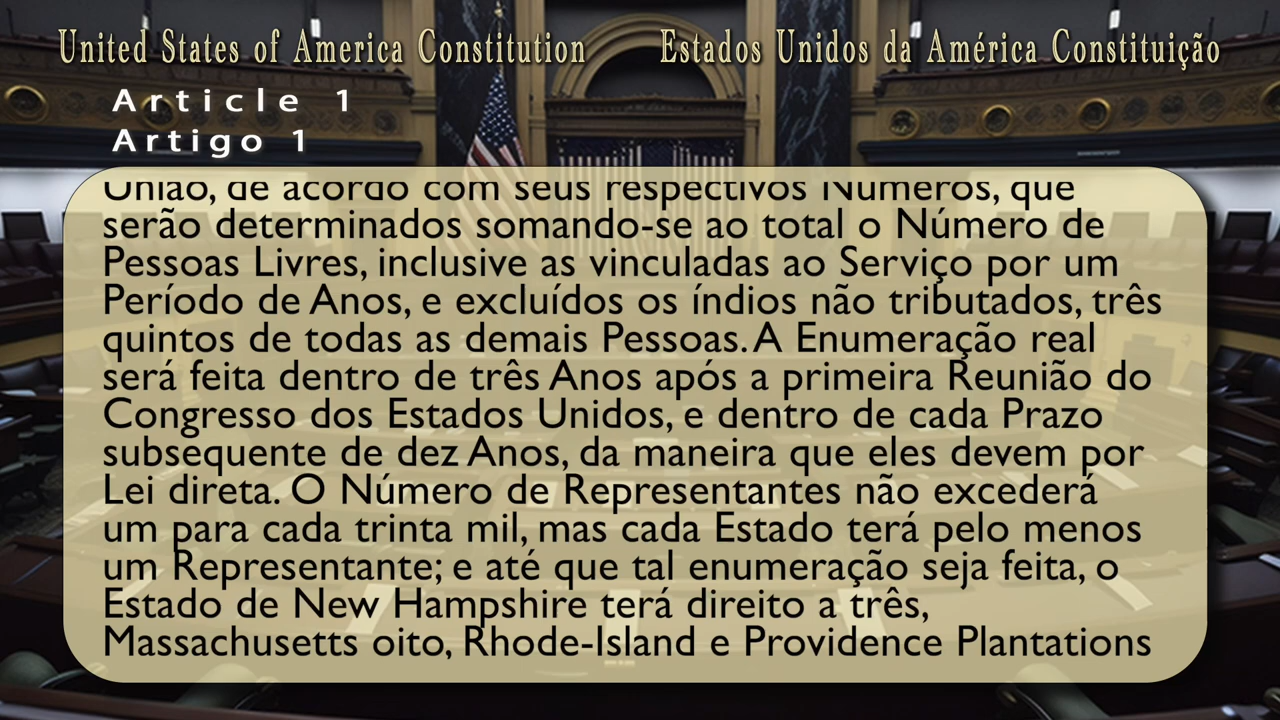 United States of America Constitution
Estados Unidos da América Constituição
Article 1
Artigo 1
União, de acordo com seus respectivos Números, que
serão determinados somando-se ao total o Número de
Pessoas Livres, inclusive as vinculadas ao Serviço por um
Período de Anos, e excluídos os índios não tributados, três
quintos de todas as demais Pessoas. A Enumeração real
será feita dentro de três Anos após a primeira Reunião do
Congresso dos Estados Unidos, e dentro de cada Prazo
subsequente de dez Anos, da maneira que eles devem por
Lei direta. O Número de Representantes não excederá
um para cada trinta mil, mas cada Estado terá pelo menos
um Representante; e até que tal enumeração seja feita, o
Estado de New Hampshire terá direito a três,
Massachusetts oito, Rhode-Island e Providence Plantations